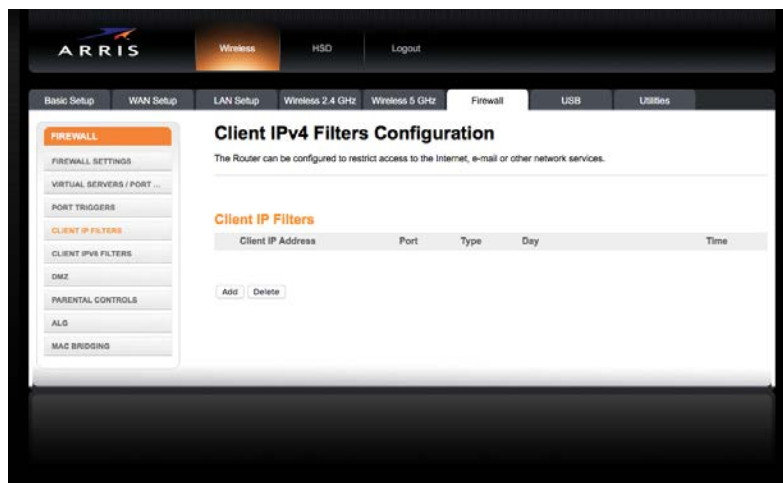 ARRIS
Wireless HSD Logout
Basic Setup WAN Setup LAN Setup Wireless 2.4 GHz Wireless 5 GHz Firewall USB Utilities
FIREWALL
FIREWALL SETTINGS
VIRTUAL SERVERS / PORT ...
PORT TRIGGERS
CLIENT IP FILTERS
CLIENT IPV6 FILTERS
DMZ
PARENTAL CONTROLS
ALG
MAC BRIDGING
Client IPv4 Filters Configuration
The Router can be configured to restrict access to the Internet, e-mail or other network services.
Client IP Filters
Client IP Address Port Type Day Time
Add Delete